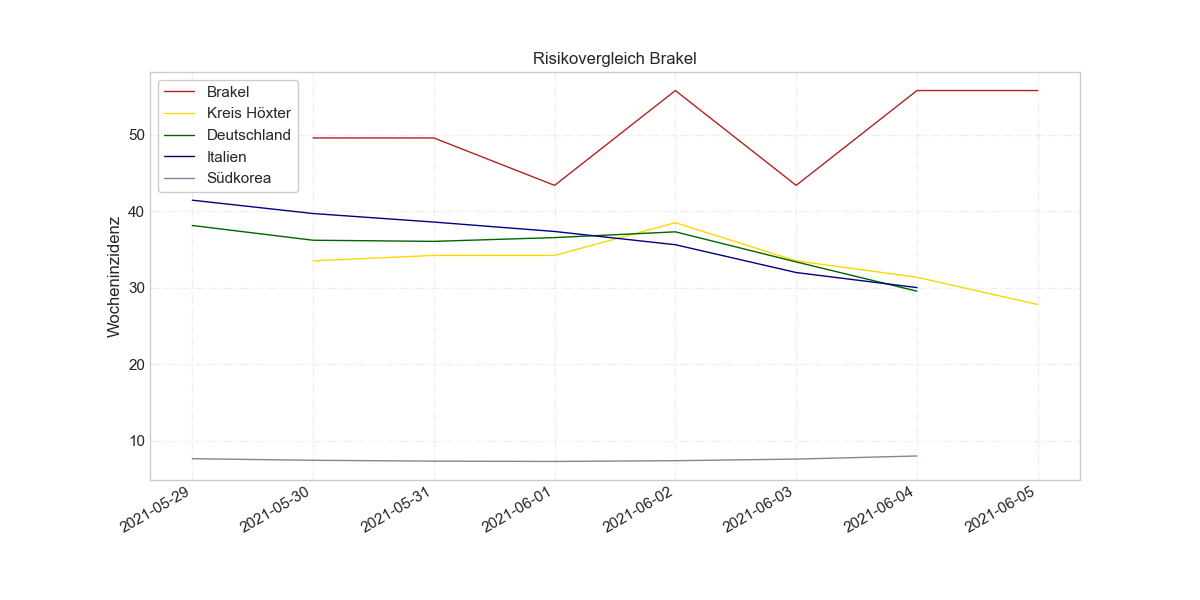 Risikovergleich Brakel
Brakel
Kreis Höxter
Deutschland
Italien
Südkorea
Wocheninzidenz
50
40
30
20
10
2021-05-29
2021-05-30
2021-05-31
2021-06-01
2021-06-02
2021-06-03
2021-06-04
2021-06-05